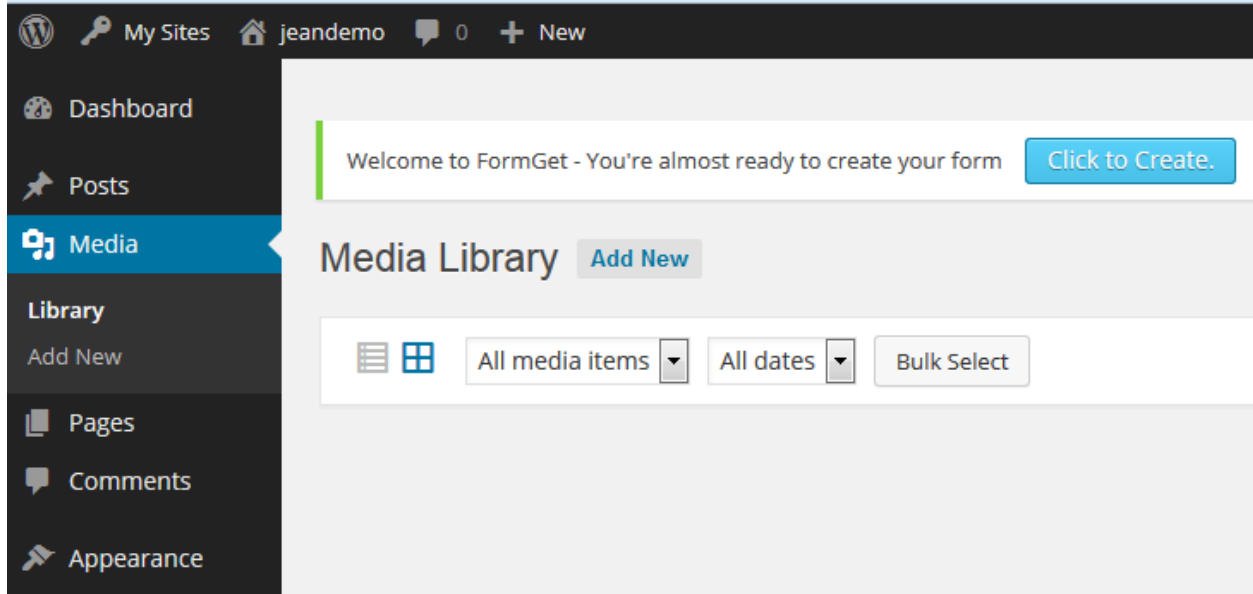 My Sites jeandemo 0 New
Dashboard
Posts
Media
Library
Add New
Pages
Comments
Appearance
Welcome to FormGet - You're almost ready to create your form Click to Create.
Media Library Add New
All media items All dates Bulk Select